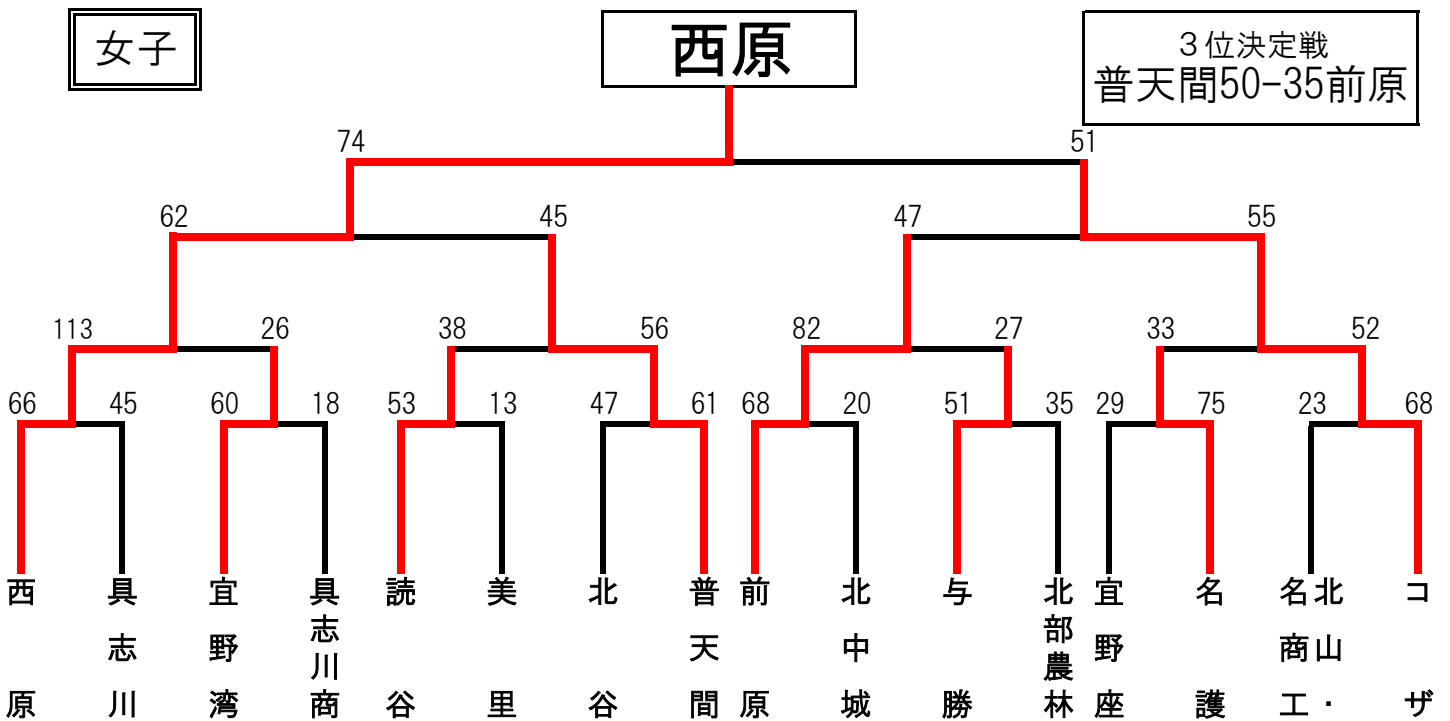 女子
西原
３位決定戦
普天間50-35前原
74
51
62
45
47
55
113
26
38
56
82
27
33
52
66
45
60
18
53
13
47
61
68
20
51
35
29
75
23
68
西原
具志川
宜野湾
具志川商
読谷
美里
北谷
普天間
前原
北中城
与勝
北部農林
宜野座
名護
北山・
名商工
コザ